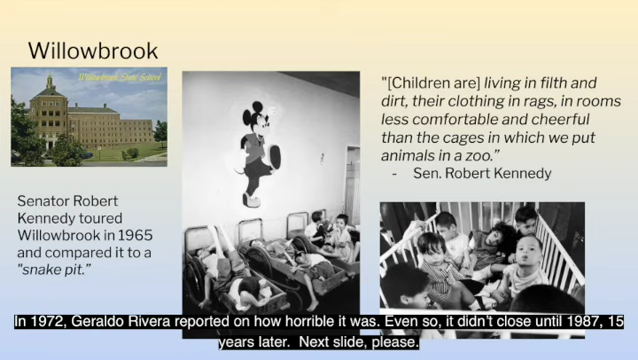 Willowbrook
Willowbrook State School
Senator Robert
Kennedy toured
Willowbrook in 1965
and compared it to a
"snake pit."
"[Children are] living in filth and
dirt, their clothing in rags, in rooms
less comfortable and cheerful
than the cages in which we put
animals in a zoo."
- Sen. Robert Kennedy
In 1972, Geraldo Rivera reported on how horrible it was. Even so, it didn't close until 1987, 15
years later. Next slide, please.